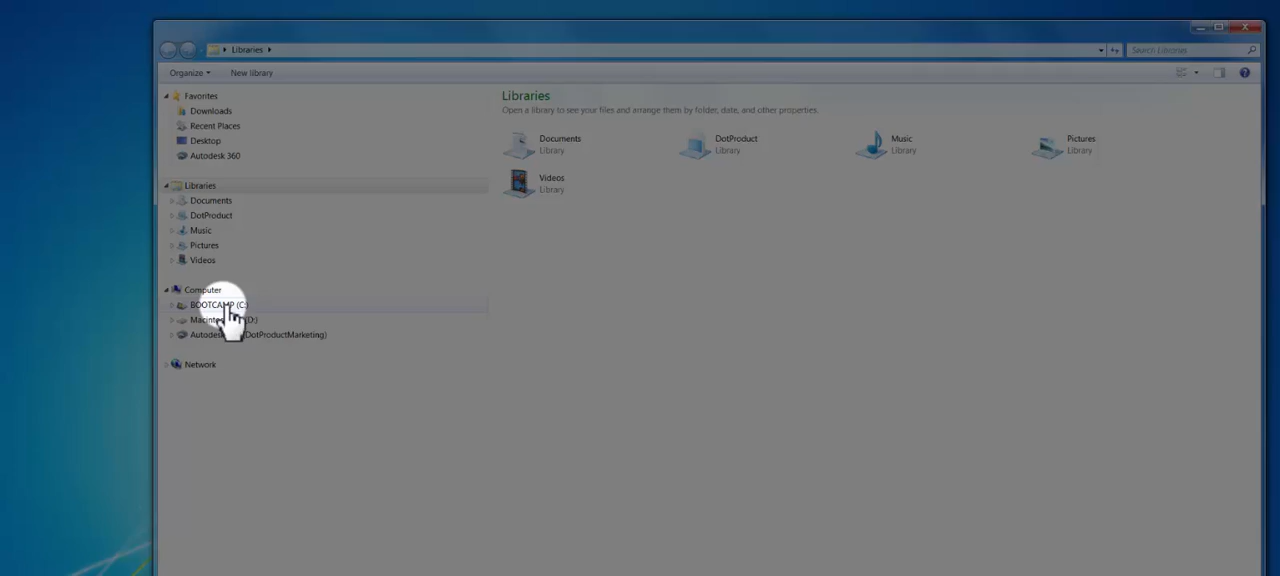 Libraries
Search Libraries
Organize
New library
Favorites
Downloads
Recent Places
Desktop
Autodesk 360
Libraries
Documents
DotProduct
Music
Pictures
Videos
Computer
BOOTCAMP (C:)
(D:)
(DotProductMarketing)
Network
Libraries
Open a library to see your files and arrange them by folder, date, and other properties.
Documents
Library
DotProduct
Library
Music
Library
Pictures
Library
Videos
Library